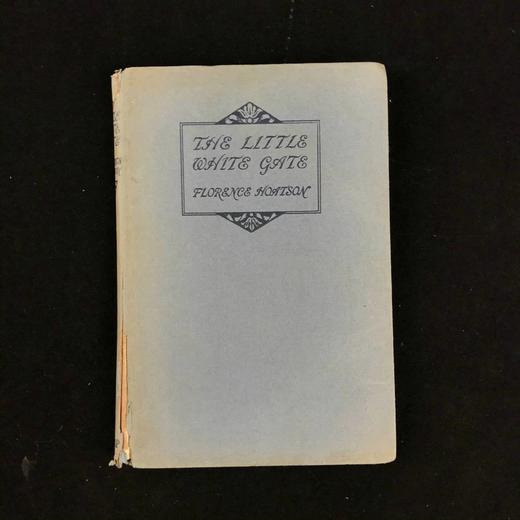 THE LITTLE
WHITE GATE
FLORENCE HOATSON